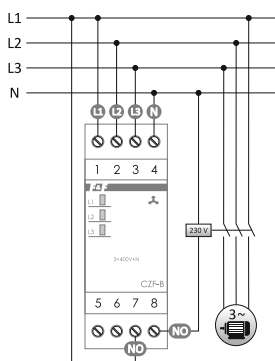 L1
L2
L3
N
L1 L2 L3 N
1 2 3 4
F&F
L1
L2
L3
3×400V+N
CZF-B
230 V
3~
5 6 7 8
NO
NO